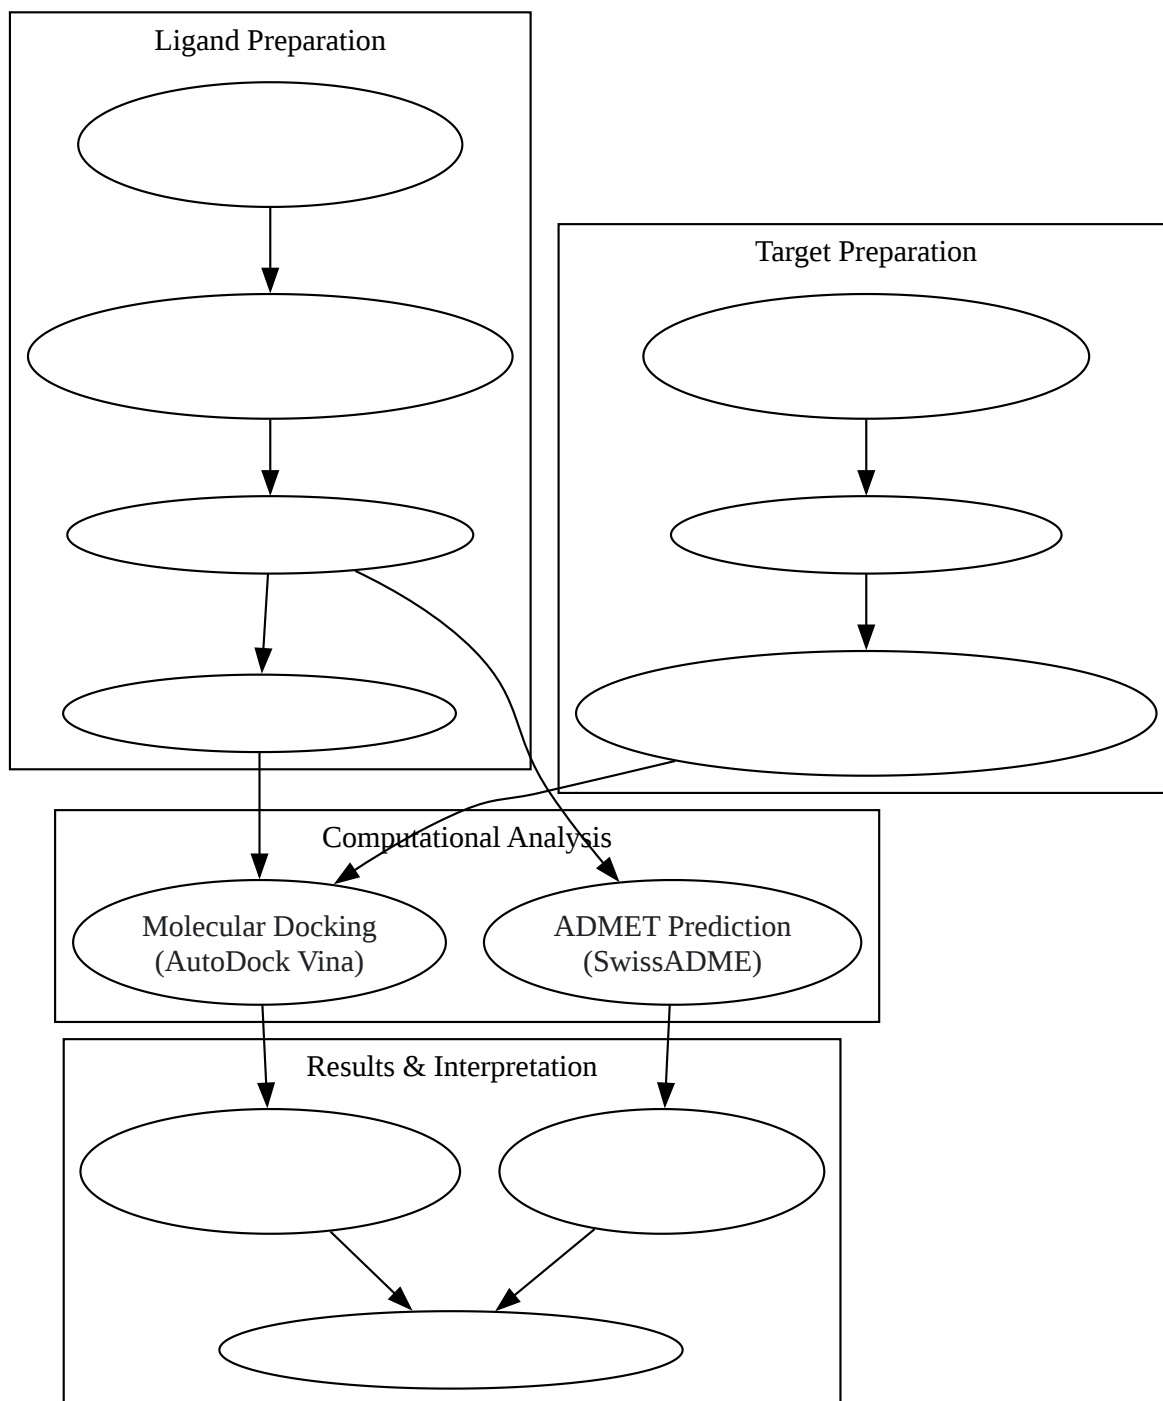 Ligand Preparation
Target Preparation
Computational Analysis
Molecular Docking
(AutoDock Vina)
ADMET Prediction
(SwissADME)
Results & Interpretation